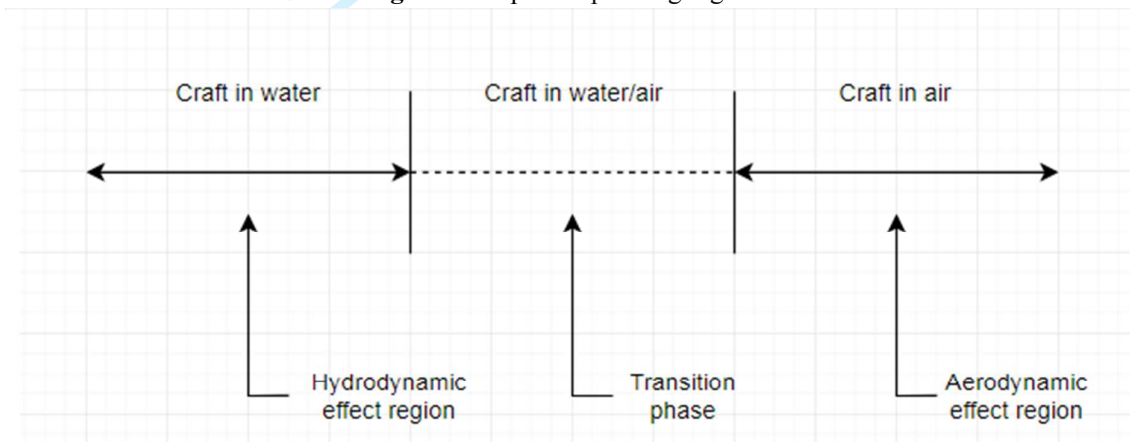 Craft in water
Craft in water/air
Craft in air
Hydrodynamic
effect region
Transition
phase
Aerodynamic
effect region